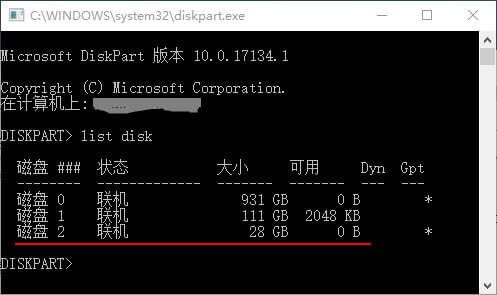 C:\WINDOWS\system32\diskpart.exe
Microsoft DiskPart 版本 10.0.17134.1
Copyright (C) Microsoft Corporation.
在计算机上:
DISKPART> list disk
磁盘 ### 状态 大小 可用 Dyn Gpt
-------- ------------- ------- ------- --- ---
磁盘 0 联机 931 GB 0 B *
磁盘 1 联机 111 GB 2048 KB
磁盘 2 联机 28 GB 0 B *
DISKPART>